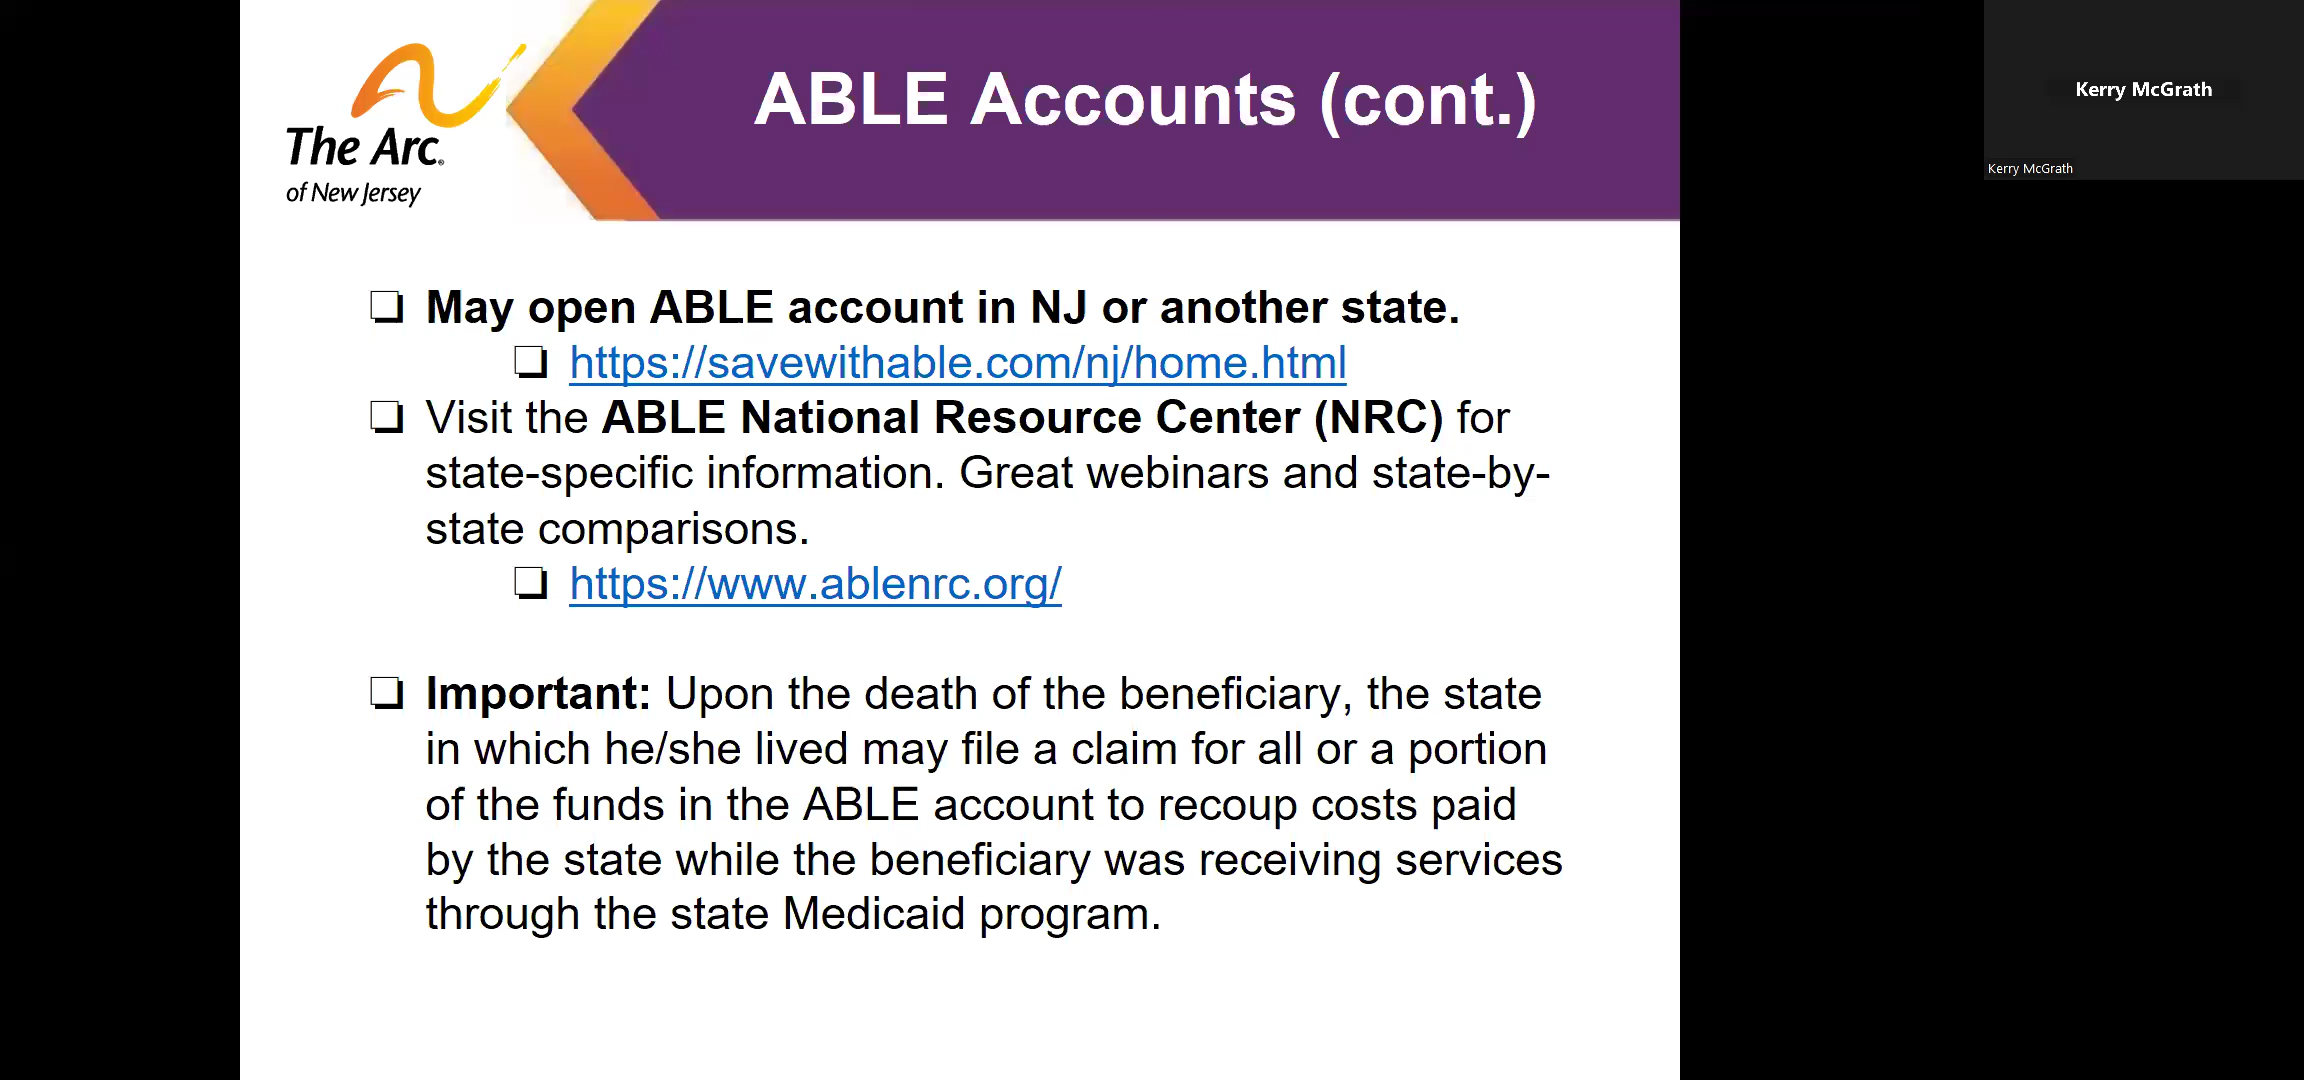 The Arc®
of New Jersey
ABLE Accounts (cont.)
Kerry McGrath
Kerry McGrath
❏ May open ABLE account in NJ or another state.
❏ https://savewithable.com/nj/home.html
❏ Visit the ABLE National Resource Center (NRC) for
state-specific information. Great webinars and state-by-
state comparisons.
❏ https://www.ablenrc.org/
❏ Important: Upon the death of the beneficiary, the state
in which he/she lived may file a claim for all or a portion
of the funds in the ABLE account to recoup costs paid
by the state while the beneficiary was receiving services
through the state Medicaid program.